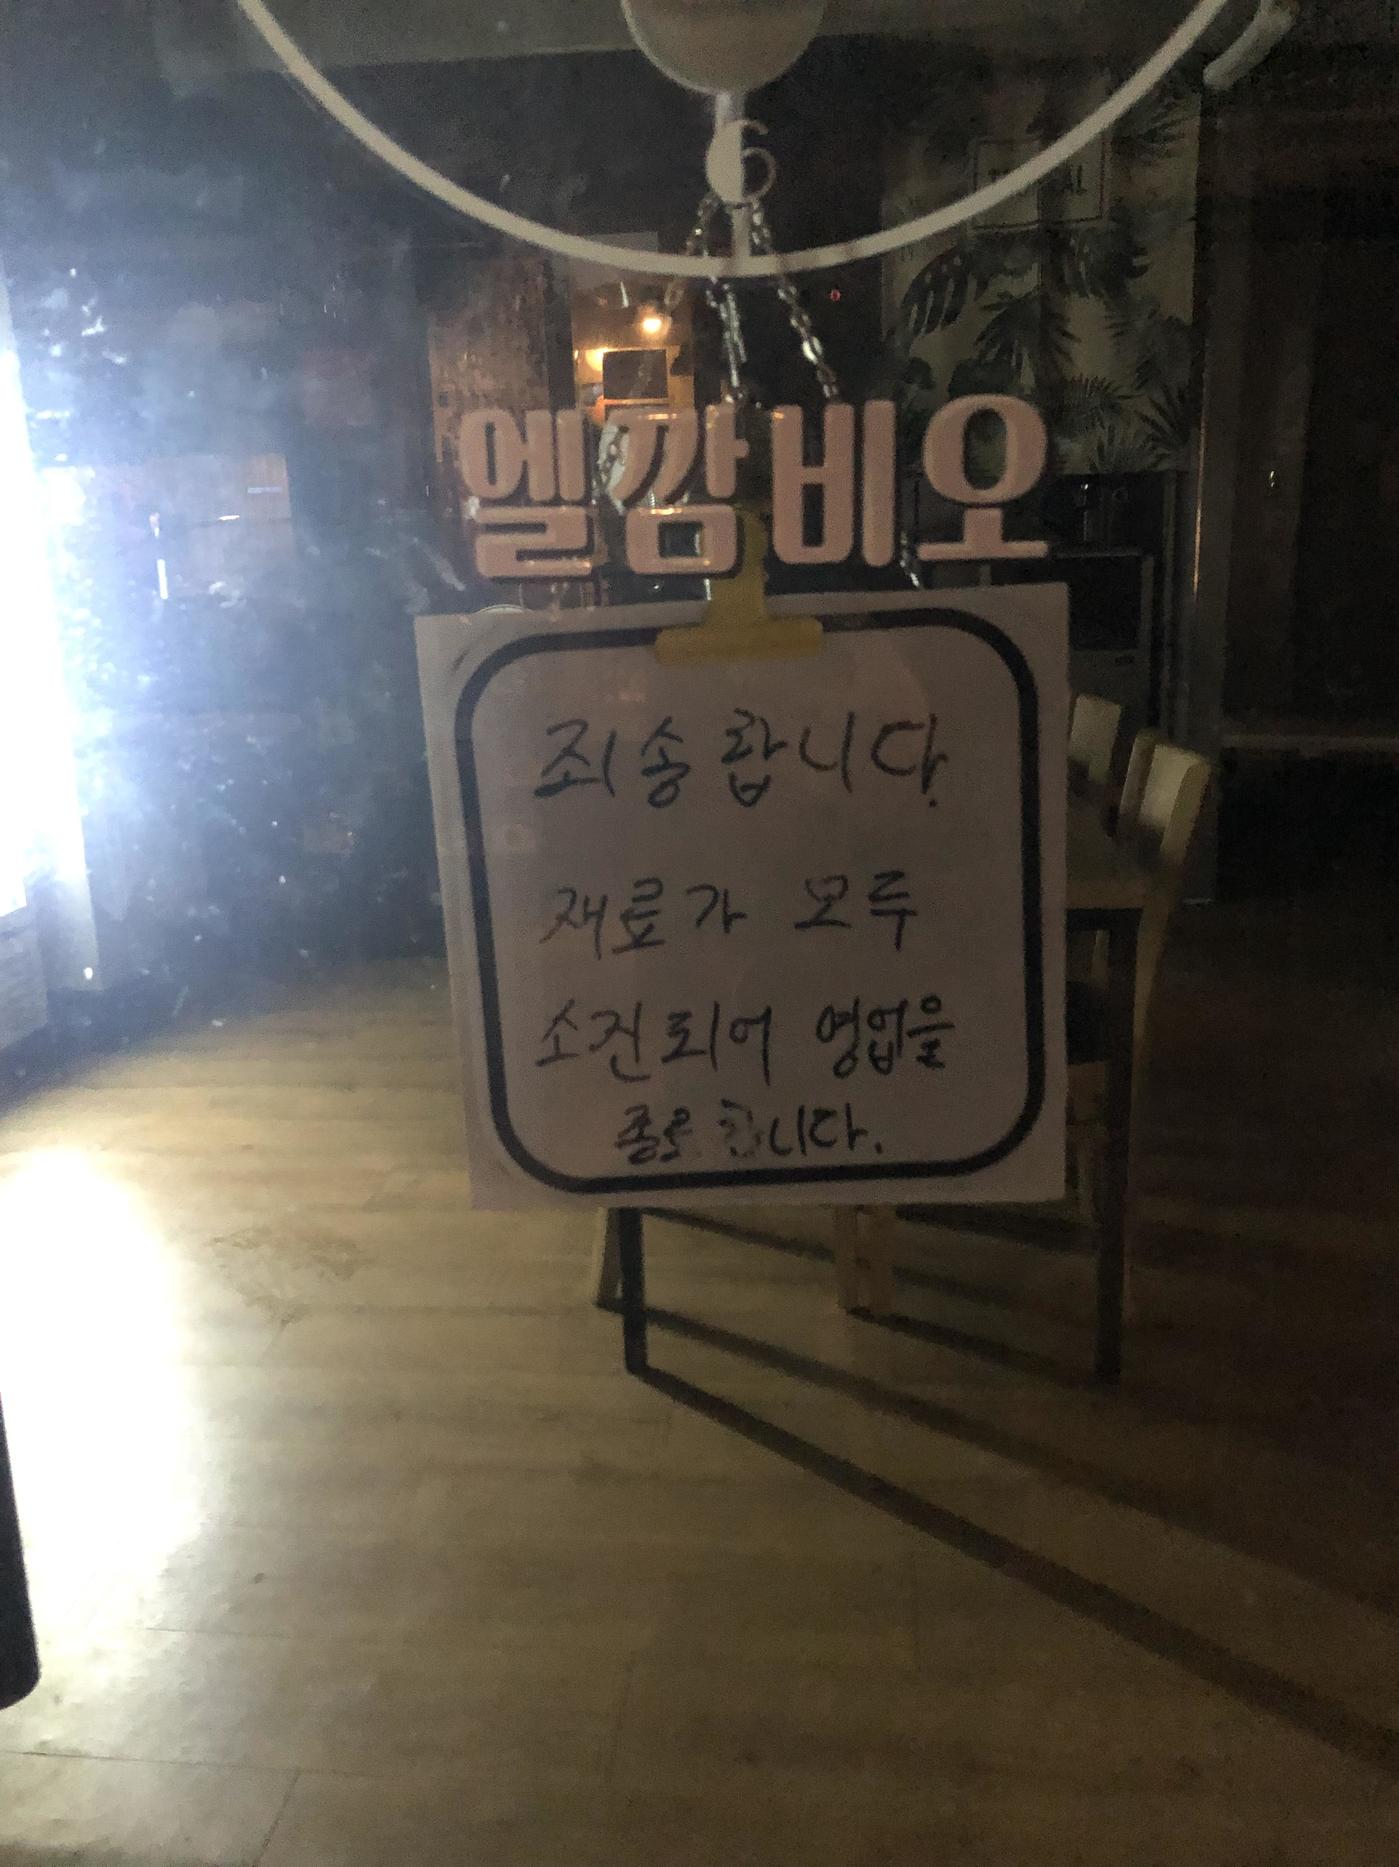 엘깜비오
죄송합니다.
재료가 모두
소진되어 영업을
종료합니다.